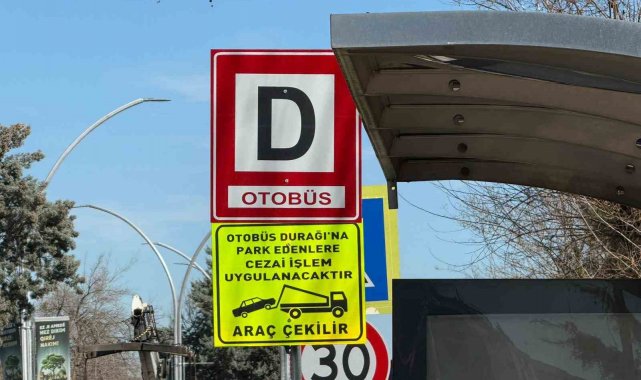 D
OTOBÜS
OTOBÜS DURAĞI'NA
PARK EDENLERE
CEZAİ İŞLEM
UYGULANACAKTIR
ARAÇ ÇEKİLİR
30